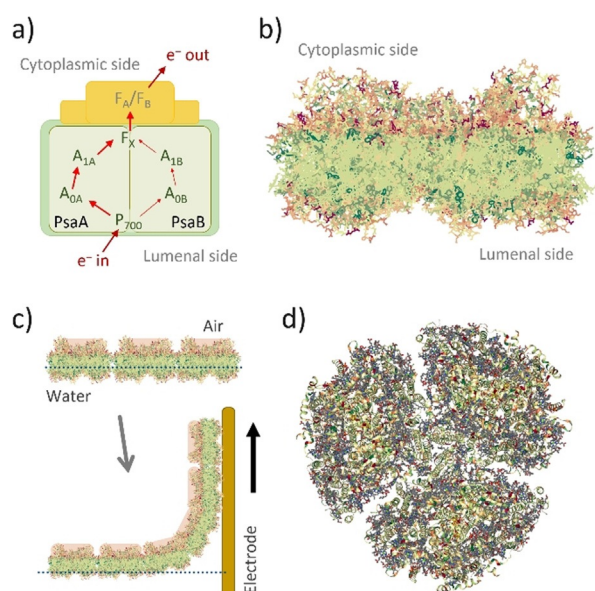 a)
e⁻ out
Cytoplasmic side
F_A/F_B
F_X
A_1A
A_1B
A_0A
A_0B
PsaA
P_700
PsaB
e⁻ in
Lumenal side
b)
Cytoplasmic side
Lumenal side
c)
Air
Water
Electrode
d)